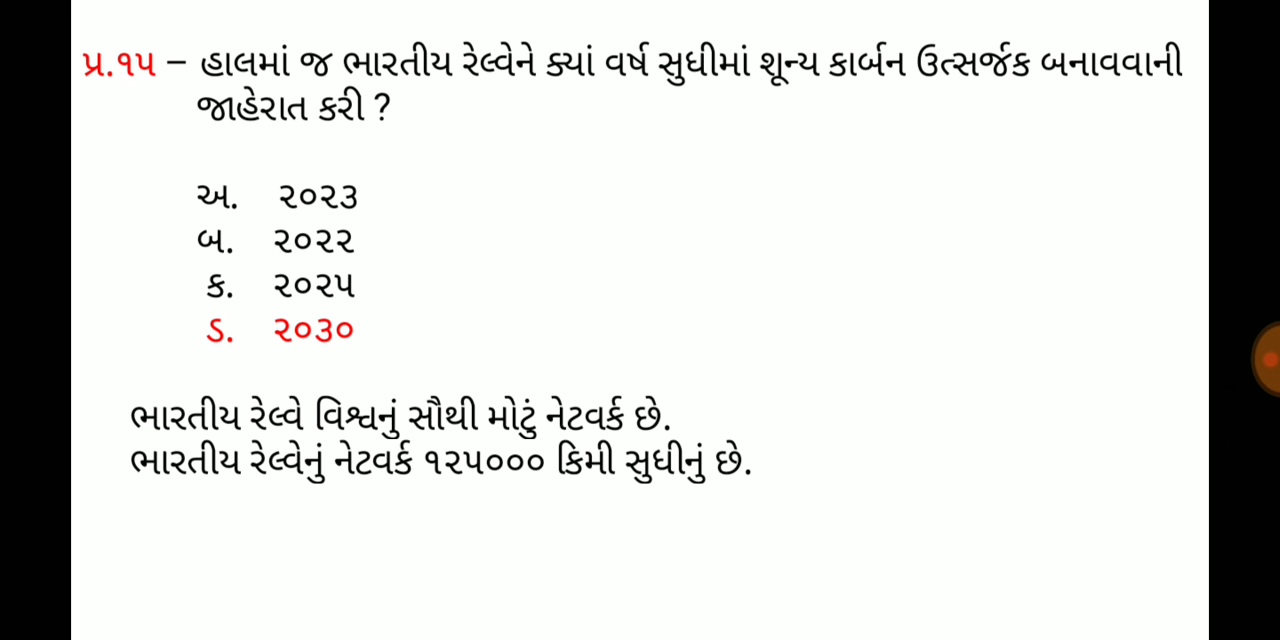 પ્ર.૧૫ – હાલમાં જ ભારતીય રેલ્વેને ક્યાં વર્ષ સુધીમાં શૂન્ય કાર્બન ઉત્સર્જક બનાવવાની
જાહેરાત કરી ?
અ. ૨૦૨૩
બ. ૨૦૨૨
ક. ૨૦૨૫
ડ. ૨૦૩૦
ભારતીય રેલ્વે વિશ્વનું સૌથી મોટું નેટવર્ક છે.
ભારતીય રેલ્વેનું નેટવર્ક ૧૨૫૦૦૦ કિમી સુધીનું છે.